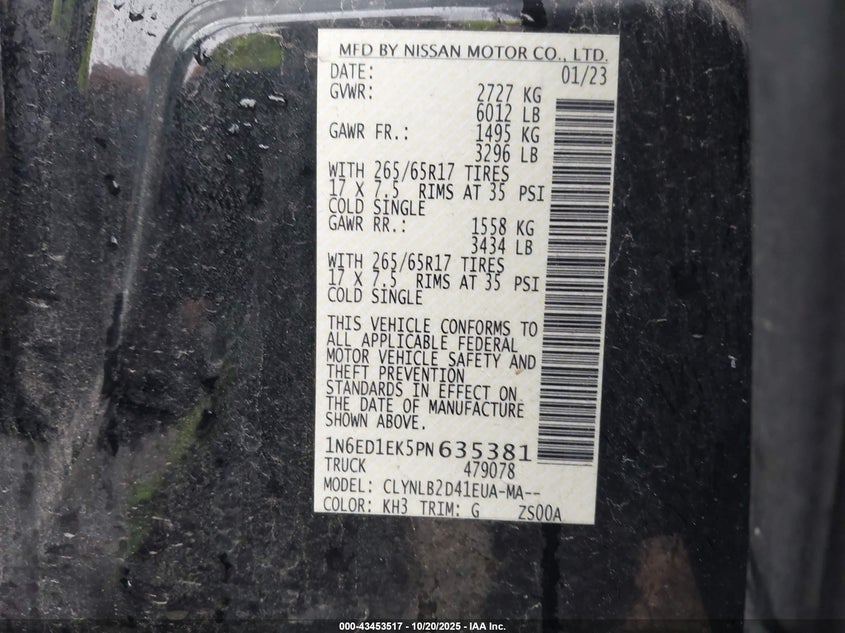 MFD BY NISSAN MOTOR CO., LTD.
DATE: 01/23
GVWR: 2727 KG
6012 LB
GAWR FR.: 1495 KG
3296 LB
WITH 265/65R17 TIRES
17 X 7.5 RIMS AT 35 PSI
COLD SINGLE
GAWR RR.: 1558 KG
3434 LB
WITH 265/65R17 TIRES
17 X 7.5 RIMS AT 35 PSI
COLD SINGLE
THIS VEHICLE CONFORMS TO
ALL APPLICABLE FEDERAL
MOTOR VEHICLE SAFETY AND
THEFT PREVENTION
STANDARDS IN EFFECT ON
THE DATE OF MANUFACTURE
SHOWN ABOVE.
1N6ED1EK5PN635381
TRUCK 479078
MODEL: CLYNLB2D41EUA-MA--
COLOR: KH3 TRIM: G ZS00A
000-43453517 - 10/20/2025 - IAA Inc.